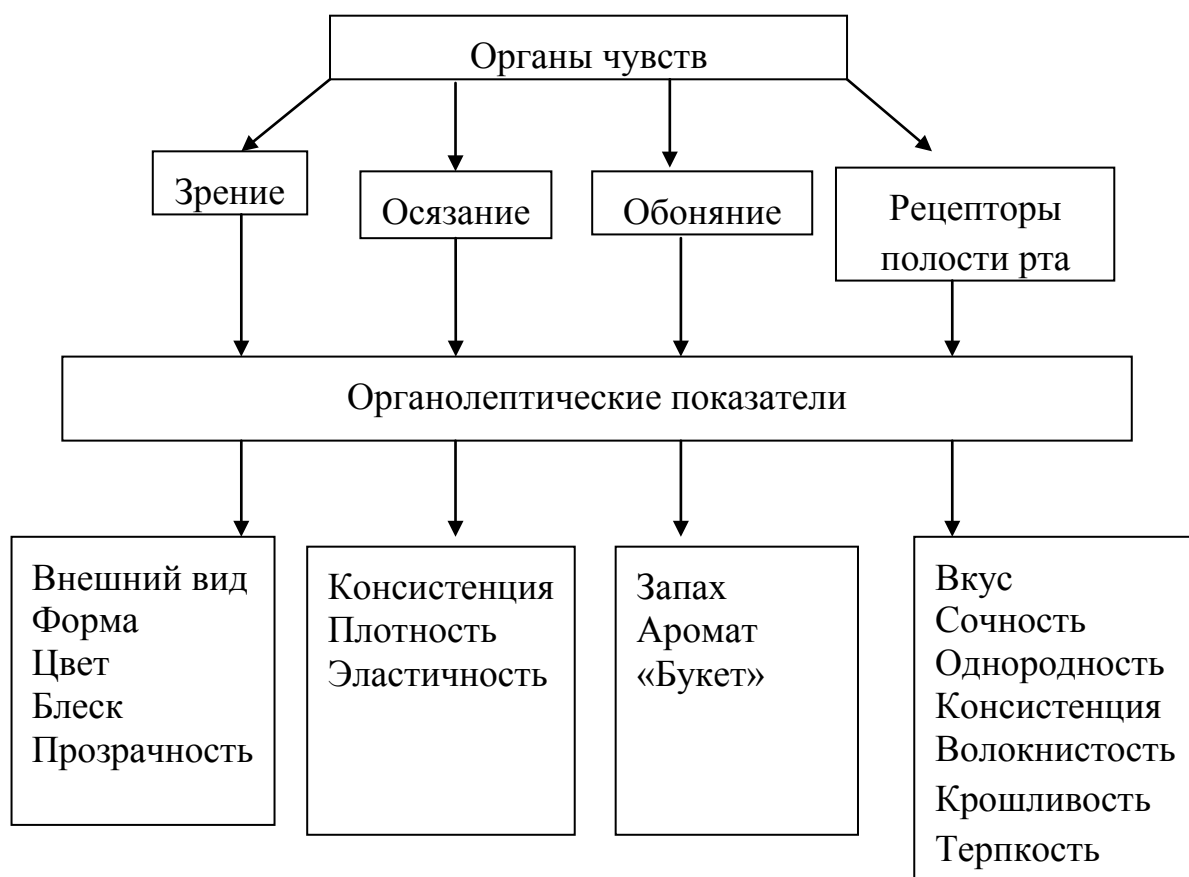 Органы чувств
Зрение
Осязание
Обоняние
Рецепторы
полости рта
Органолептические показатели
Внешний вид
Форма
Цвет
Блеск
Прозрачность
Консистенция
Плотность
Эластичность
Запах
Аромат
«Букет»
Вкус
Сочность
Однородность
Консистенция
Волокнистость
Крошливость
Терпкость